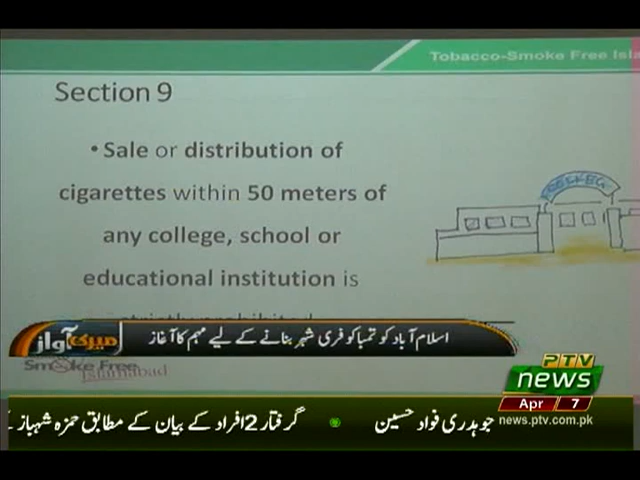 Tobacco-Smoke Free Isla
Section 9
• Sale or distribution of
cigarettes within 50 meters of
any college, school or
educational institution is
strictly prohibited
میری آواز
اسلام آباد کو تمباکو فری شہر بنانے کے لیے مہم کا آغاز
Smoke Free
Islamabad
PTV
news
Apr 7
news.ptv.com.pk
چوہدری فواد حسین
گرفتار 2 افراد کے بیان کے مطابق حمزہ شہباز